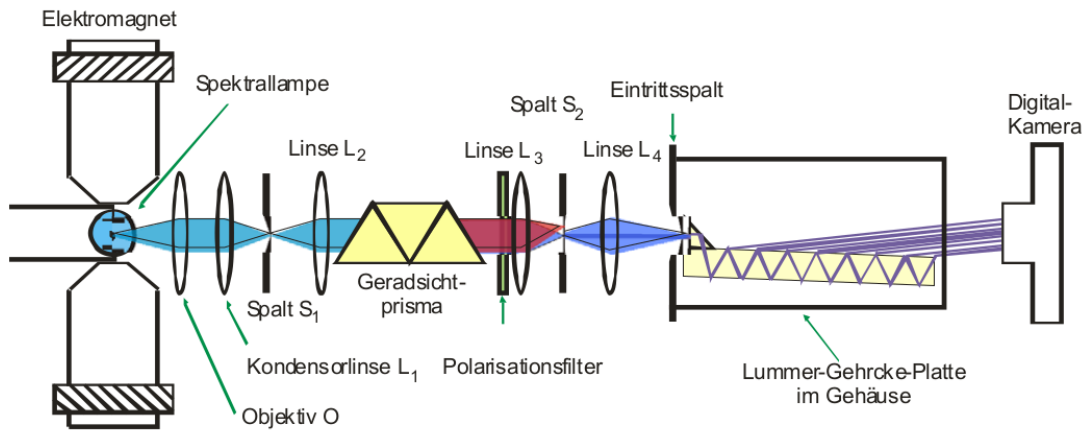 Elektromagnet
Spektrallampe
Linse L2
Spalt S1
Kondensorlinse L1
Objektiv O
Geradsicht-
prisma
Polarisationsfilter
Linse L3
Spalt S2
Linse L4
Eintrittsspalt
Lummer-Gehrcke-Platte
im Gehäuse
Digital-
Kamera